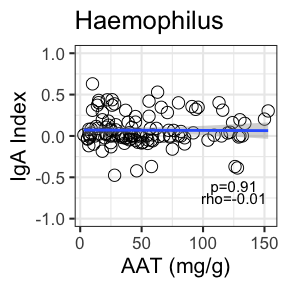 Haemophilus
IgA Index
1.0
0.5
0.0
-0.5
-1.0
p=0.91
rho=-0.01
0 50 100 150
AAT (mg/g)